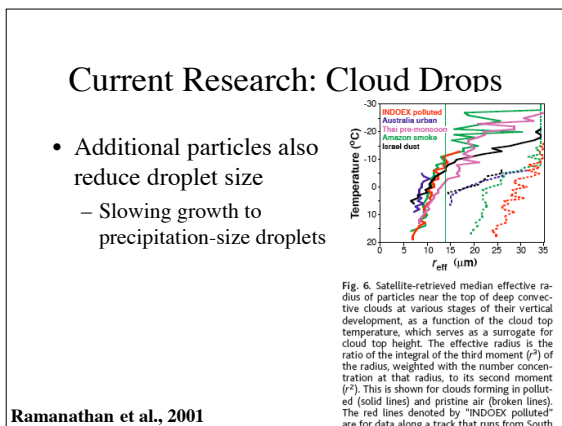 Current Research: Cloud Drops
• Additional particles also
reduce droplet size
– Slowing growth to
precipitation-size droplets
INDOEX polluted
Australia urban
Thai pre-monsoon
Amazon smoke
Israel dust
Temperature (°C)
-30
-20
-10
0
10
20
10 15 20 25 30 35
reff (µm)
Fig. 6. Satellite-retrieved median effective ra-
dius of particles near the top of deep convec-
tive clouds at various stages of their vertical
development, as a function of the cloud top
temperature, which serves as a surrogate for
cloud top height. The effective radius is the
ratio of the integral of the third moment (r³) of
the radius, weighted with the number concen-
tration at that radius, to its second moment
(r²). This is shown for clouds forming in pollut-
ed (solid lines) and pristine air (broken lines).
The red lines denoted by "INDOEX polluted"
are for data along a track that runs from South
Ramanathan et al., 2001